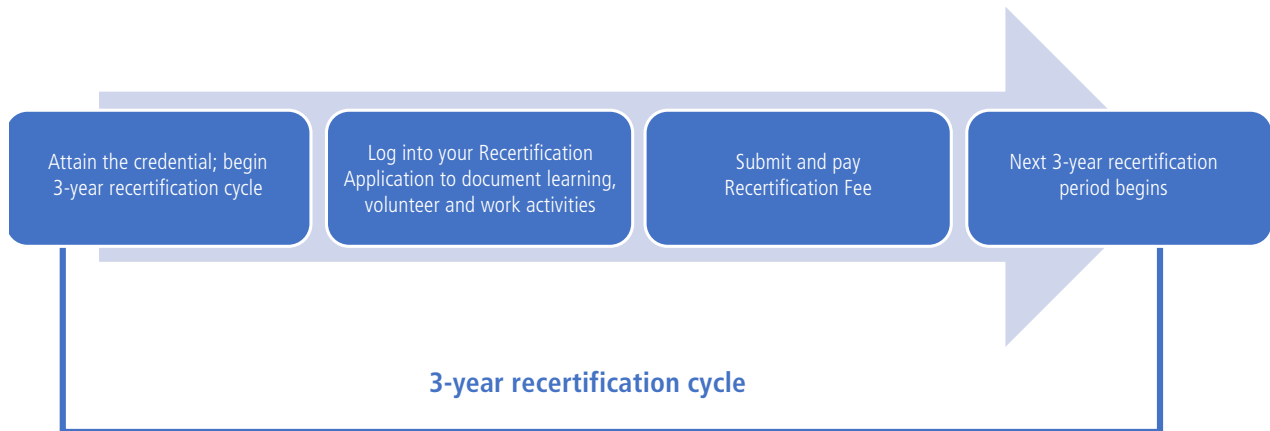 Attain the credential; begin
3-year recertification cycle
Log into your Recertification
Application to document learning,
volunteer and work activities
Submit and pay
Recertification Fee
Next 3-year recertification
period begins
3-year recertification cycle